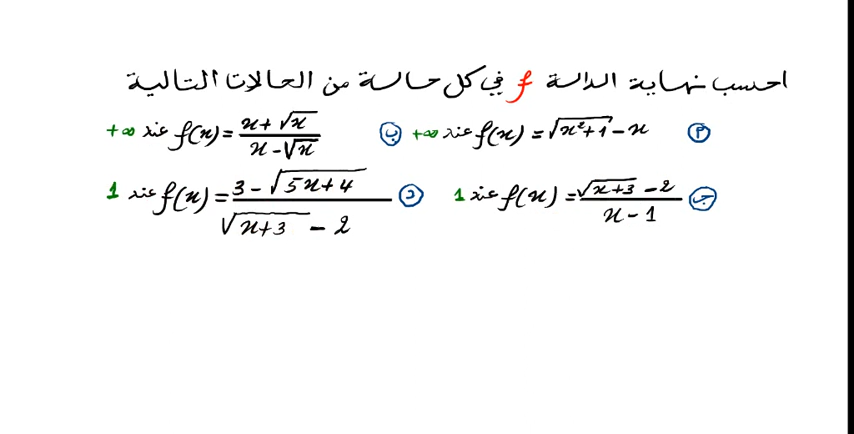 احسب نهاية الدالة f في كل حالة من الحالات التالية
أ f(x) = √(x²+1) - x عند +∞ ب f(x) = (x + √x)/(x - √x) عند +∞
ج f(x) = (√(x+3) - 2)/(x - 1) عند 1 د f(x) = (3 - √(5x+4))/(√(x+3) - 2) عند 1